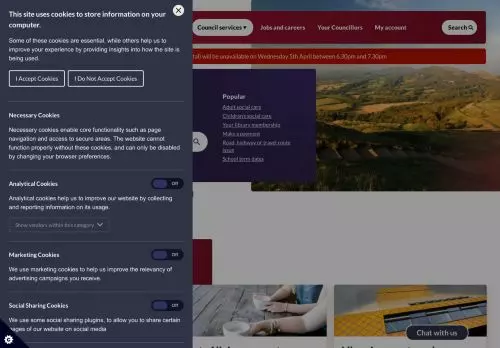 This site uses cookies to store information on your
computer.
Some of these cookies are essential, while others help us to
improve your experience by providing insights into how the site is
being used.
I Accept Cookies
I Do Not Accept Cookies
Necessary Cookies
Necessary cookies enable core functionality such as page
navigation and access to secure areas. The website cannot
function properly without these cookies, and can only be disabled
by changing your browser preferences.
Analytical Cookies
Off
Analytical cookies help us to improve our website by collecting
and reporting information on its usage.
Show vendors within this category
Marketing Cookies
Off
We use marketing cookies to help us improve the relevancy of
advertising campaigns you receive.
Social Sharing Cookies
Off
We use some social sharing plugins, to allow you to share certain
pages of our website on social media
Council services
Jobs and careers
Your Councillors
My account
Search
will be unavailable on Wednesday 5th April between 6.30pm and 7.30pm
Popular
Adult social care
Children's social care
Your library membership
Make a payment
Road, highway or travel route
issue
School term dates
Chat with us